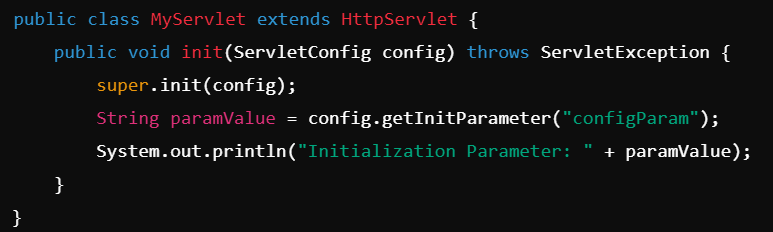 public class MyServlet extends HttpServlet {
    public void init(ServletConfig config) throws ServletException {
        super.init(config);
        String paramValue = config.getInitParameter("configParam");
        System.out.println("Initialization Parameter: " + paramValue);
    }
}